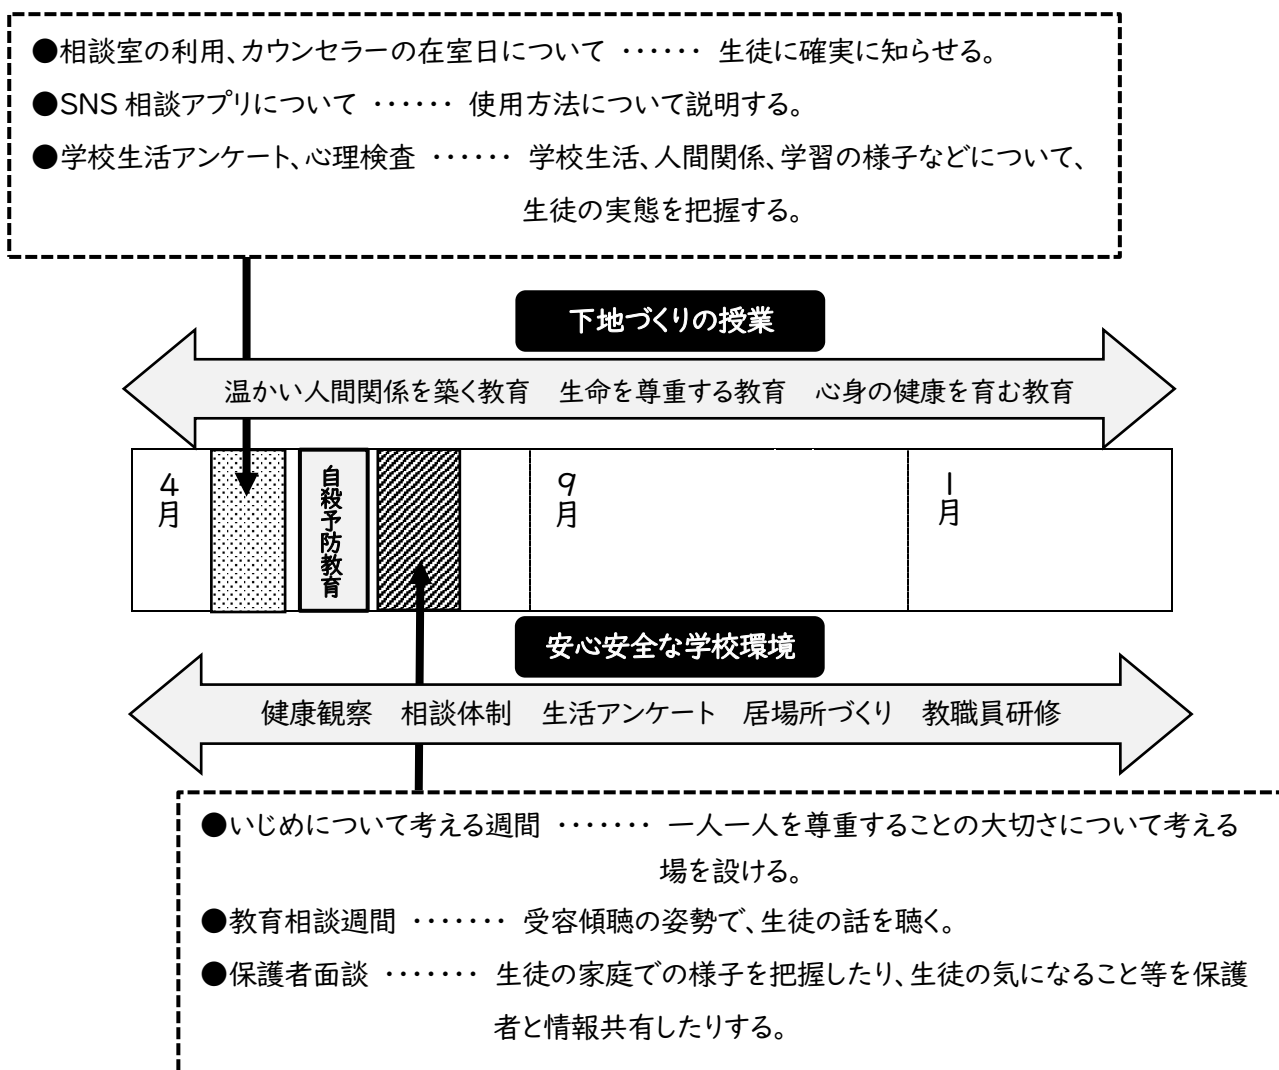 ●相談室の利用、カウンセラーの在室日について ‥‥‥ 生徒に確実に知らせる。
●SNS 相談アプリについて ‥‥‥ 使用方法について説明する。
●学校生活アンケート、心理検査 ‥‥‥ 学校生活、人間関係、学習の様子などについて、
生徒の実態を把握する。
下地づくりの授業
温かい人間関係を築く教育 生命を尊重する教育 心身の健康を育む教育
4月
自殺予防教育
9月
1月
安心安全な学校環境
健康観察 相談体制 生活アンケート 居場所づくり 教職員研修
●いじめについて考える週間 ・・・・・・・ 一人一人を尊重することの大切さについて考える
場を設ける。
●教育相談週間 ・・・・・・・ 受容傾聴の姿勢で、生徒の話を聴く。
●保護者面談 ・・・・・・・ 生徒の家庭での様子を把握したり、生徒の気になること等を保護
者と情報共有したりする。